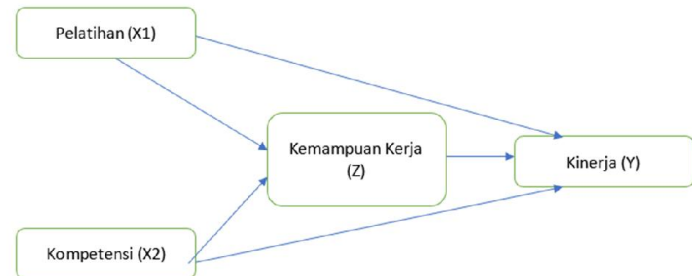 Pelatihan (X1)
Kemampuan Kerja
(Z)
Kinerja (Y)
Kompetensi (X2)